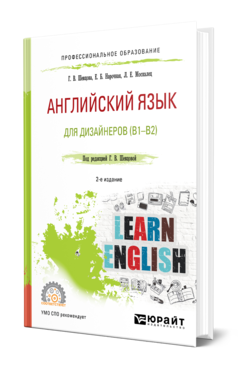 ПРОФЕССИОНАЛЬНОЕ ОБРАЗОВАНИЕ
Г. В. Шевцова, Е. Б. Нарочная, Л. Е. Москалец
АНГЛИЙСКИЙ ЯЗЫК
ДЛЯ ДИЗАЙНЕРОВ (B1–B2)
Под редакцией Г. В. Шевцовой
2-е издание
LEARN
ENGLISH
УМО СПО рекомендует
юрайт
издательство